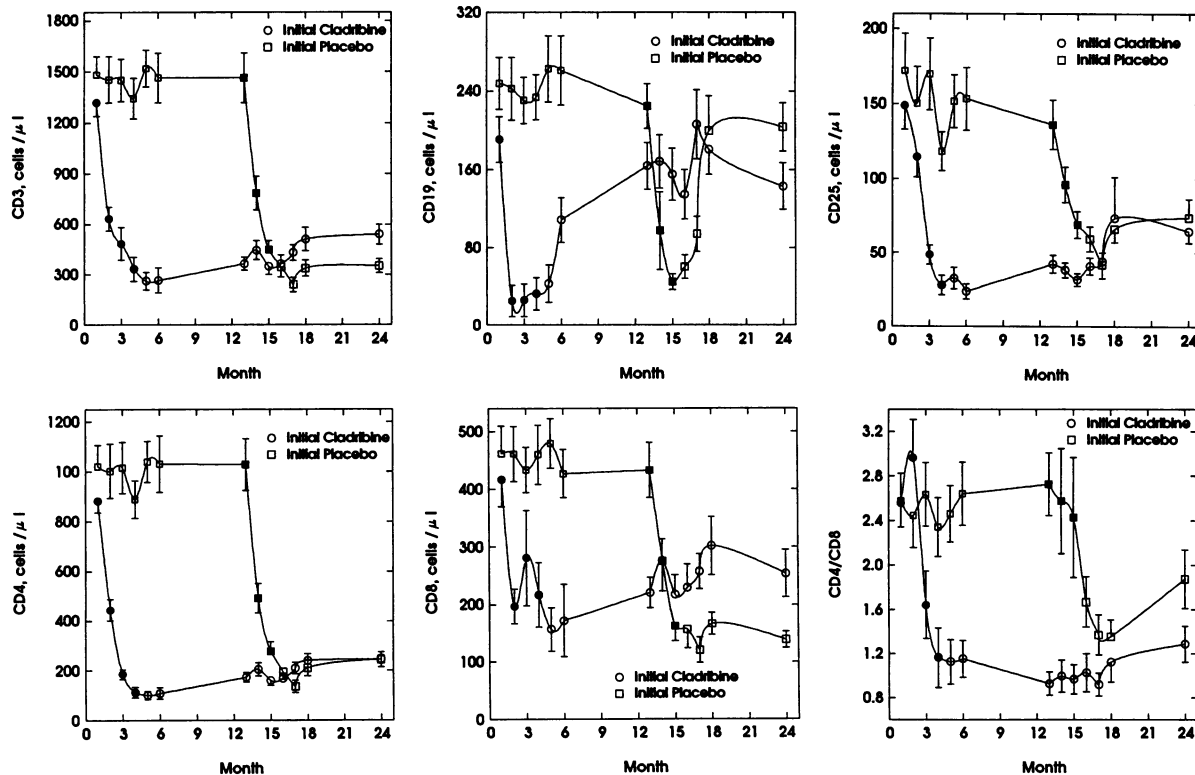 CD3, cells / μ l
1800
1500
1200
900
600
300
0
Initial Cladribine
Initial Placebo
0 3 6 9 12 15 18 21 24
Month
CD19, cells / μ l
320
240
160
80
0
Initial Cladribine
Initial Placebo
0 3 6 9 12 15 18 21 24
Month
CD25, cells / μ l
200
150
100
50
0
Initial Cladribine
Initial Placebo
0 3 6 9 12 15 18 21 24
Month
CD4, cells / μ l
1200
1000
800
600
400
200
0
Initial Cladribine
Initial Placebo
0 3 6 9 12 15 18 21 24
Month
CD8, cells / μ l
500
400
300
200
100
0
Initial Cladribine
Initial Placebo
0 3 6 9 12 15 18 21 24
Month
CD4/CD8
3.2
2.8
2.4
2.0
1.6
1.2
0.8
Initial Cladribine
Initial Placebo
0 3 6 9 12 15 18 21 24
Month